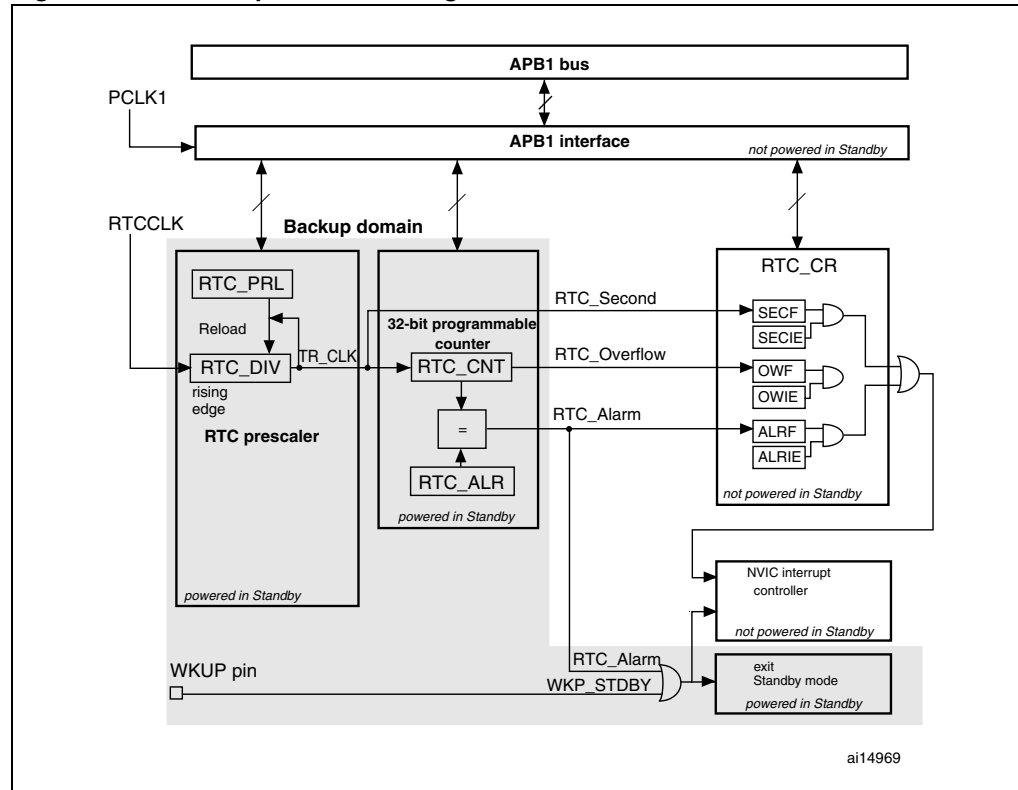 APB1 bus
PCLK1
APB1 interface
not powered in Standby
RTCCLK
Backup domain
RTC_PRL
Reload
RTC_DIV
TR_CLK
rising
edge
RTC prescaler
powered in Standby
32-bit programmable
counter
RTC_CNT
=
RTC_ALR
powered in Standby
RTC_Second
RTC_Overflow
RTC_Alarm
RTC_CR
SECF
SECIE
OWF
OWIE
ALRF
ALRIE
not powered in Standby
NVIC interrupt
controller
not powered in Standby
WKUP pin
RTC_Alarm
WKP_STDBY
exit
Standby mode
powered in Standby
ai14969